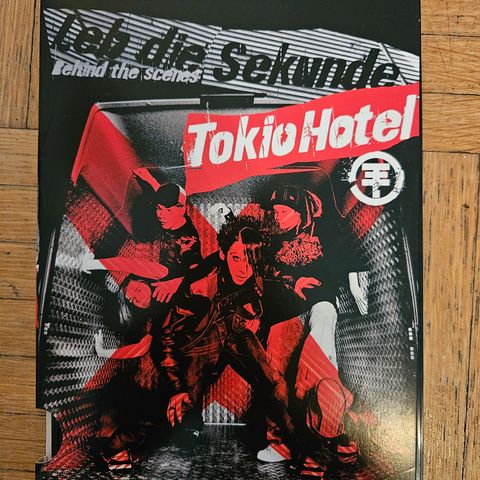 Leb die Sekunde
Behind the scenes
Tokio Hotel